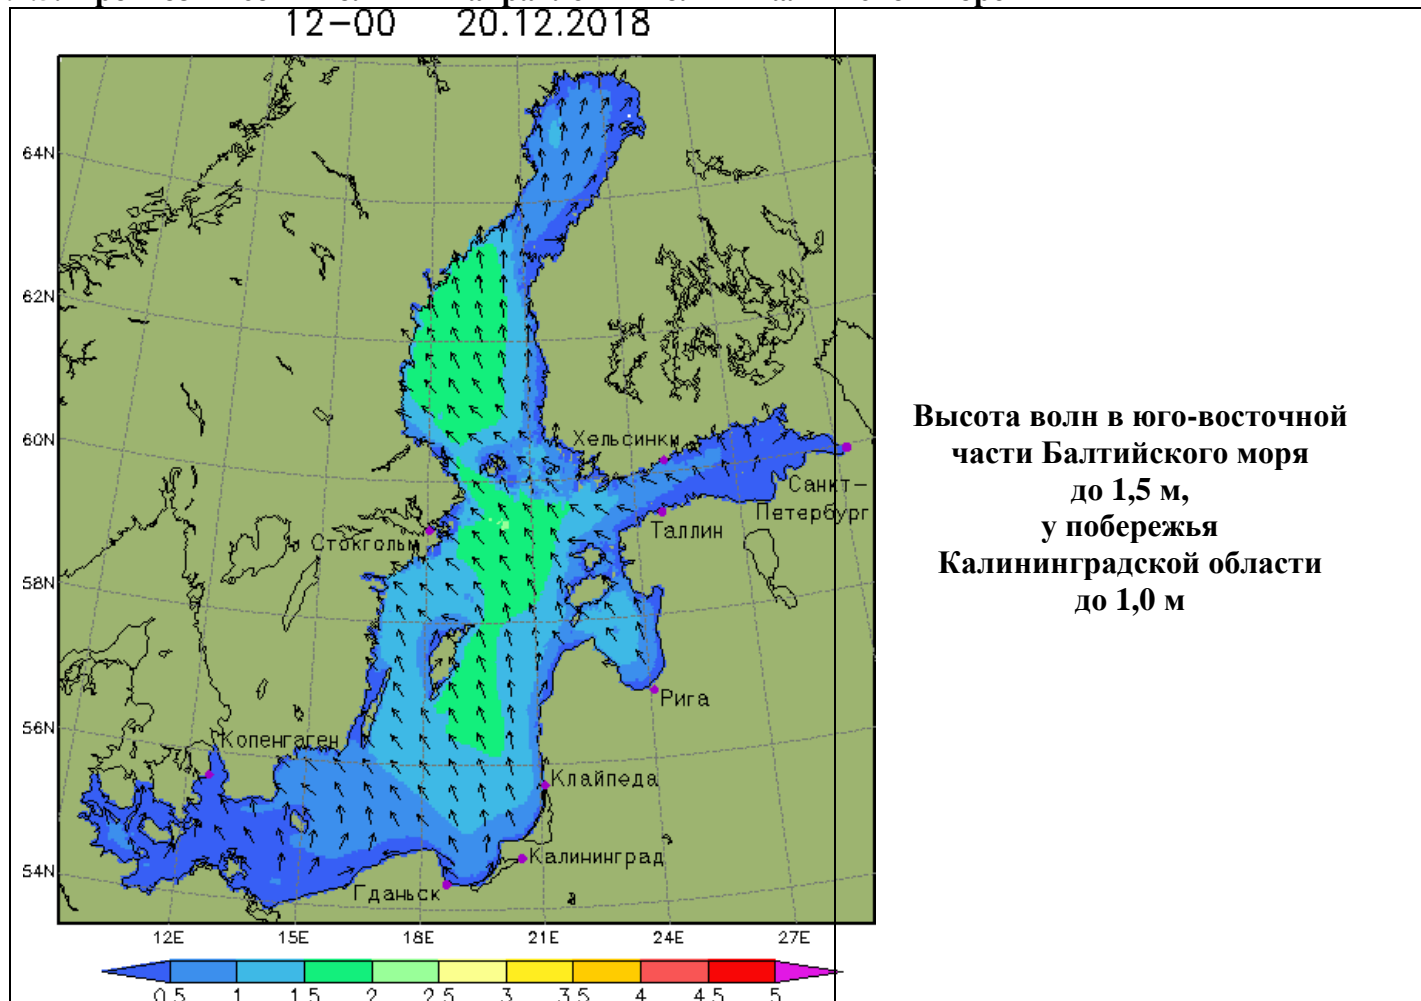 12-00 20.12.2018
64N
62N
60N
58N
56N
54N
Хельсинки
Санкт-
Петербург
Таллин
Стокгольм
Рига
Копенгаген
Клайпеда
Калининград
Гданьск
12E 15E 18E 21E 24E 27E
0.5 1 1.5 2 2.5 3 3.5 4 4.5 5
Высота волн в юго-восточной
части Балтийского моря
до 1,5 м,
у побережья
Калининградской области
до 1,0 м